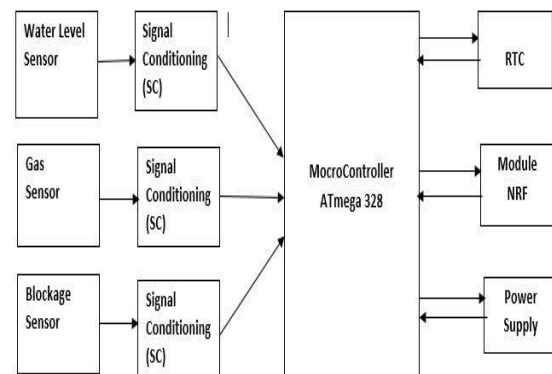 Water Level
Sensor
Signal
Conditioning
(SC)
Gas
Sensor
Signal
Conditioning
(SC)
Blockage
Sensor
Signal
Conditioning
(SC)
MocroController
ATmega 328
RTC
Module
NRF
Power
Supply